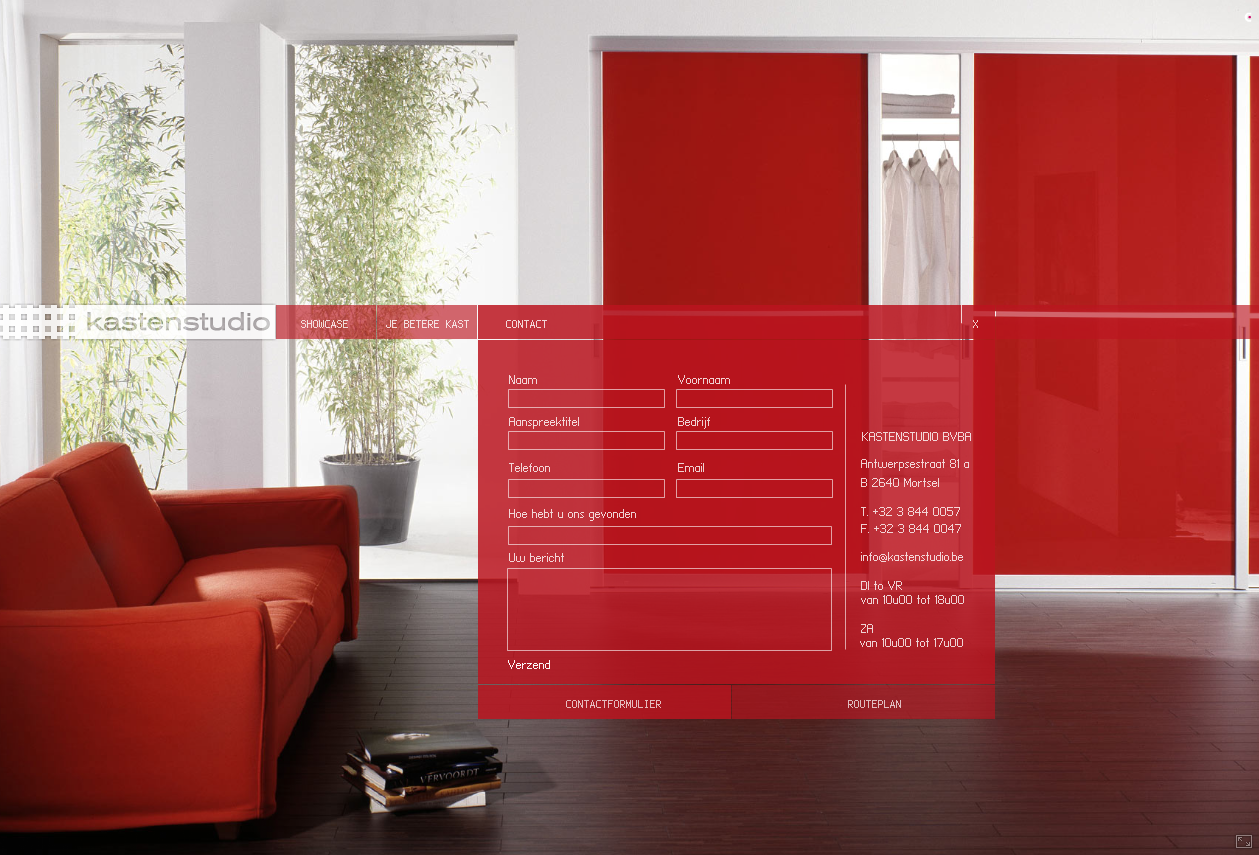 kastenstudio
SHOWCASE
JE BETERE KAST
CONTACT
X
Naam
Voornaam
Aanspreektitel
Bedrijf
Telefoon
Email
Hoe hebt u ons gevonden
Uw bericht
Verzend
KASTENSTUDIO BVBA
Antwerpsestraat 81 a
B 2640 Mortsel
T. +32 3 844 0057
F. +32 3 844 0047
info@kastenstudio.be
DI to VR
van 10u00 tot 18u00
ZA
van 10u00 tot 17u00
CONTACTFORMULIER
ROUTEPLAN
VERVOORDT